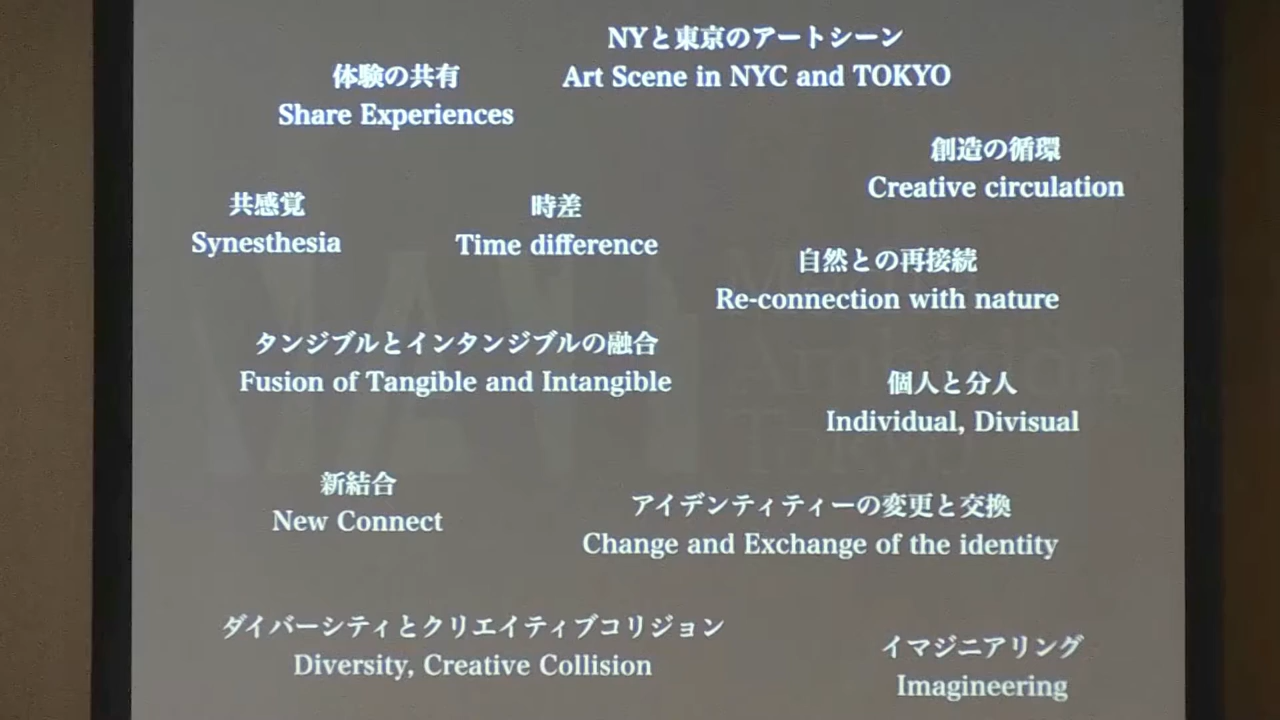 NYと東京のアートシーン
Art Scene in NYC and TOKYO
体験の共有
Share Experiences
創造の循環
Creative circulation
共感覚
Synesthesia
時差
Time difference
自然との再接続
Re-connection with nature
タンジブルとインタンジブルの融合
Fusion of Tangible and Intangible
個人と分人
Individual, Divisual
新結合
New Connect
アイデンティティーの変更と交換
Change and Exchange of the identity
ダイバーシティとクリエイティブコリジョン
Diversity, Creative Collision
イマジニアリング
Imagineering